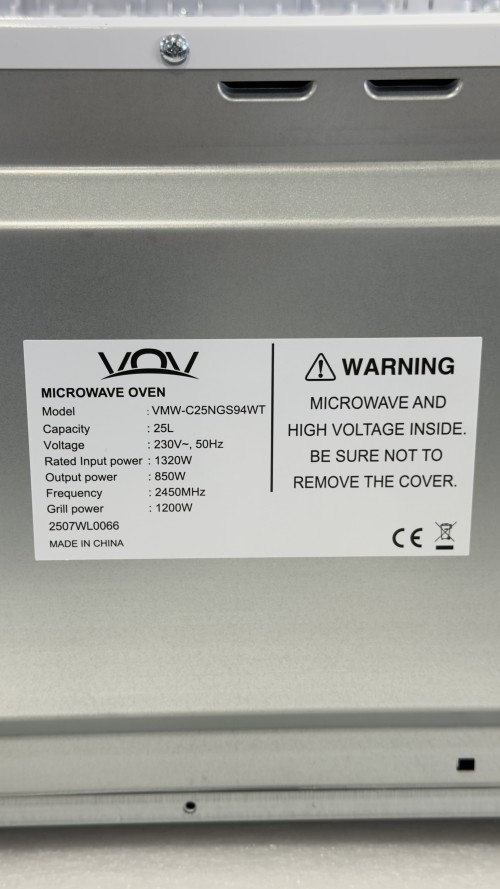 VOV
MICROWAVE OVEN
Model : VMW-C25NGS94WT
Capacity : 25L
Voltage : 230V~, 50Hz
Rated Input power : 1320W
Output power : 850W
Frequency : 2450MHz
Grill power : 1200W
2507WL0066
MADE IN CHINA
WARNING
MICROWAVE AND
HIGH VOLTAGE INSIDE.
BE SURE NOT TO
REMOVE THE COVER.
CE